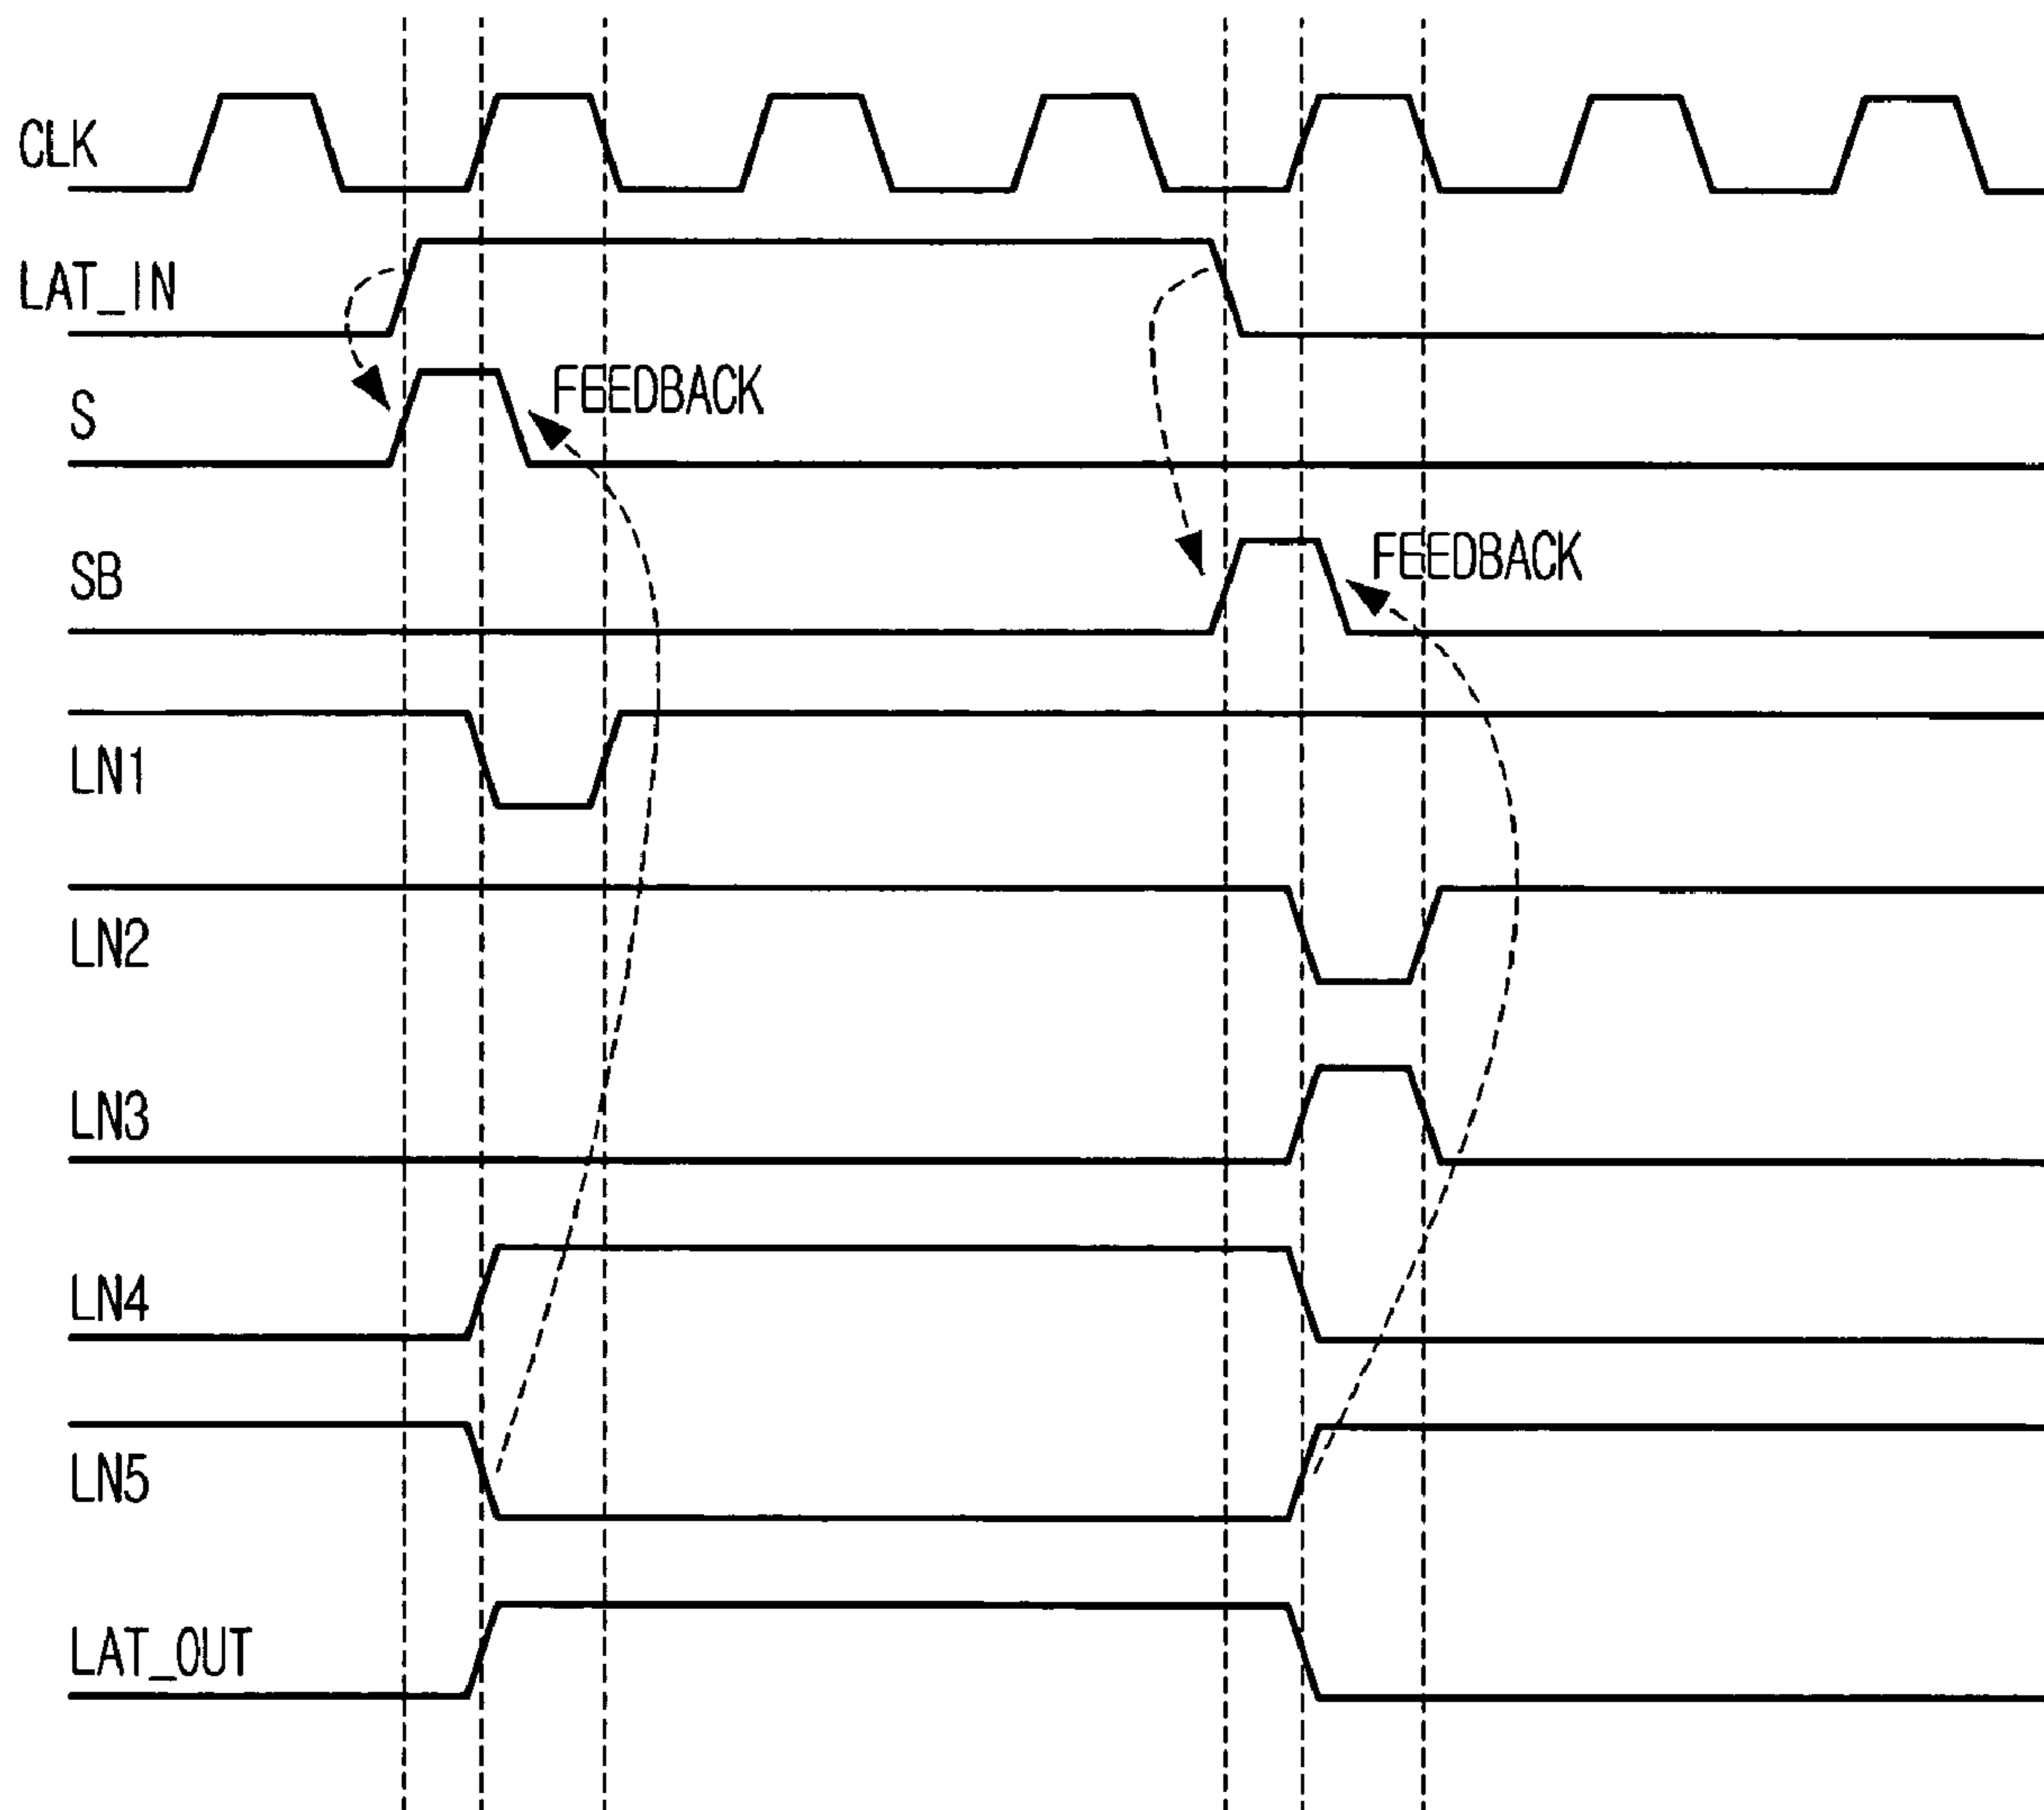 CLK
LAT_IN
S
FEEDBACK
SB
FEEDBACK
LN1
LN2
LN3
LN4
LN5
LAT_OUT